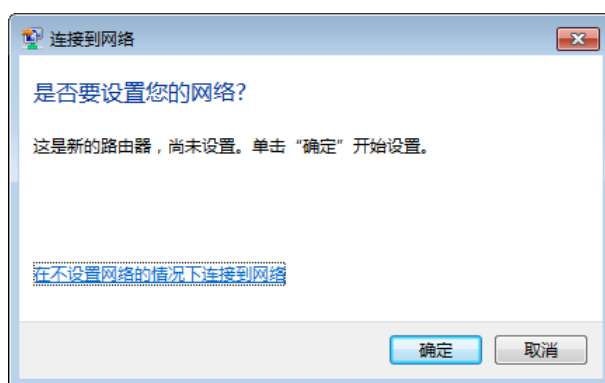 连接到网络
是否要设置您的网络?
这是新的路由器，尚未设置。单击“确定”开始设置。
在不设置网络的情况下连接到网络
确定
取消